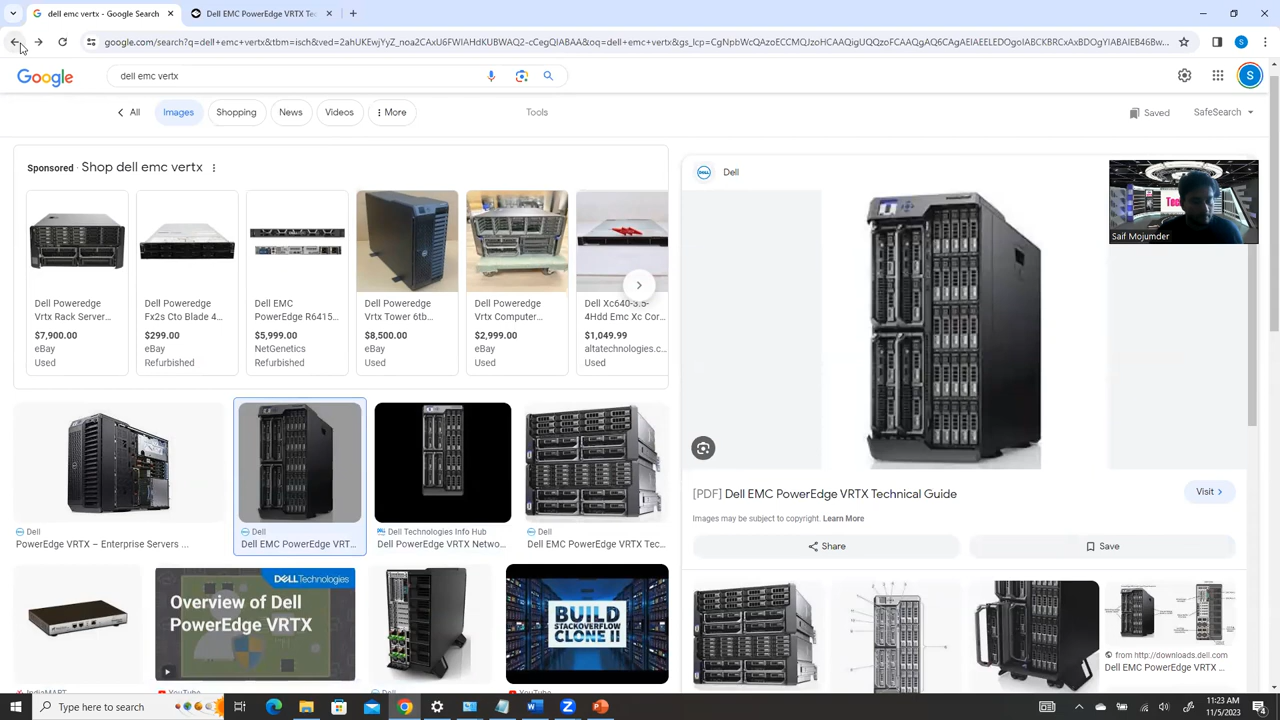 dell emc vertx - Google Search
Dell EMC PowerEdge VRTX Tec
google.com/search?q=dell+emc+vertx&tbm=isch&ved=2ahUKEwjYyZ_noa2CAxU6FWIAHdKUBWAQ2-cCegQIABAA&oq=dell+emc+vertx&gs_lcp=CgNpbWcQAzoECCMQJzoHCAAQigUQQzoFCAAQgAQ6CAgAEIAEELEDOgoIABCKBRCxAxBDOgYIABAIEB46Bw...
S
Google
dell emc vertx
S
All
Images
Shopping
News
Videos
More
Tools
Saved
SafeSearch
Sponsored · Shop dell emc vertx
Dell Poweredge Vrtx Rack Server...
$7,900.00
eBay
Used
Dell Poweredge Fx2s Cto Blade 4...
$299.00
eBay
Refurbished
Dell EMC PowerEdge R6415...
$5,999.00
NetGenetics
Refurbished
Dell Poweredge Vrtx Tower 6tb...
$8,500.00
eBay
Used
Dell Poweredge Vrtx Computer...
$2,999.00
eBay
Used
Dell Xc640-3.5-4Hdd Emc Xc Cor...
$1,049.99
altatechnologies.c...
Used
Dell
PowerEdge VRTX – Enterprise Servers ...
Dell
Dell EMC PowerEdge VRT...
Dell Technologies Info Hub
Dell PowerEdge VRTX Netwo...
Dell
Dell EMC PowerEdge VRTX Tec...
DELLTechnologies
Overview of Dell
PowerEdge VRTX
BUILD
STACKOVERFLOW
CLONE II
IndiaMART
YouTube
Dell
YouTube
Dell
Saif Mojumder
[PDF] Dell EMC PowerEdge VRTX Technical Guide
Visit
Images may be subject to copyright. Learn More
Share
Save
from http://downloads.dell.com
Dell EMC PowerEdge VRTX ...
Type here to search
11:23 AM
11/5/2023
4